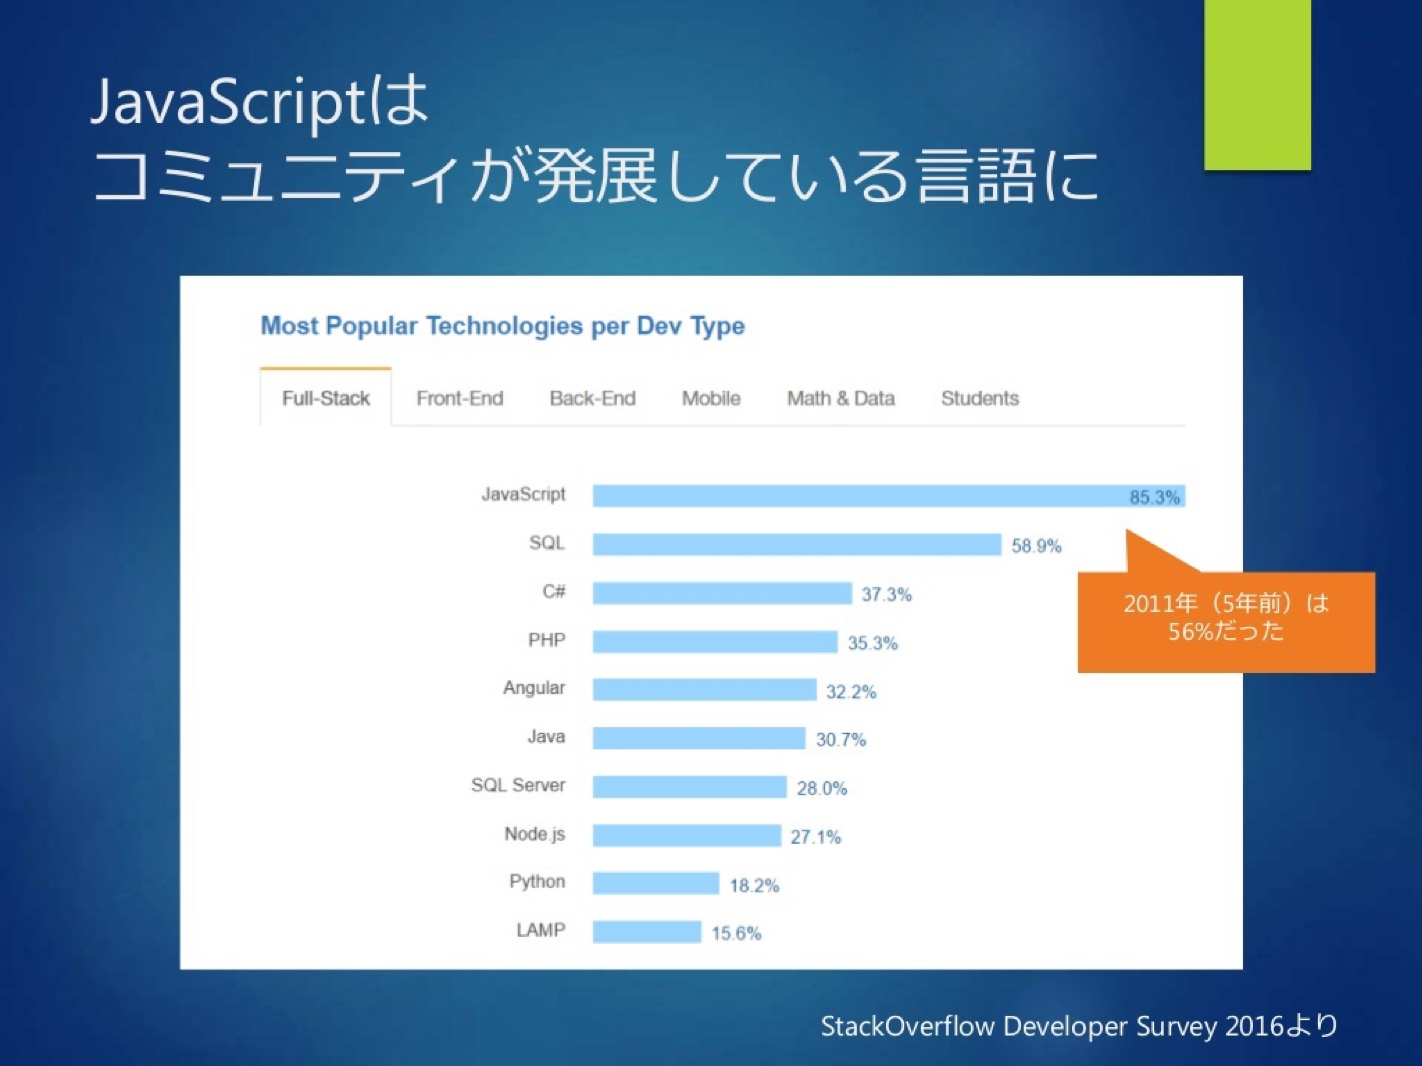 JavaScriptは
コミュニティが発展している言語に
Most Popular Technologies per Dev Type
Full-Stack Front-End Back-End Mobile Math & Data Students
JavaScript 85.3%
SQL 58.9%
C# 37.3%
PHP 35.3%
Angular 32.2%
Java 30.7%
SQL Server 28.0%
Node.js 27.1%
Python 18.2%
LAMP 15.6%
2011年（5年前）は
56%だった
StackOverflow Developer Survey 2016より